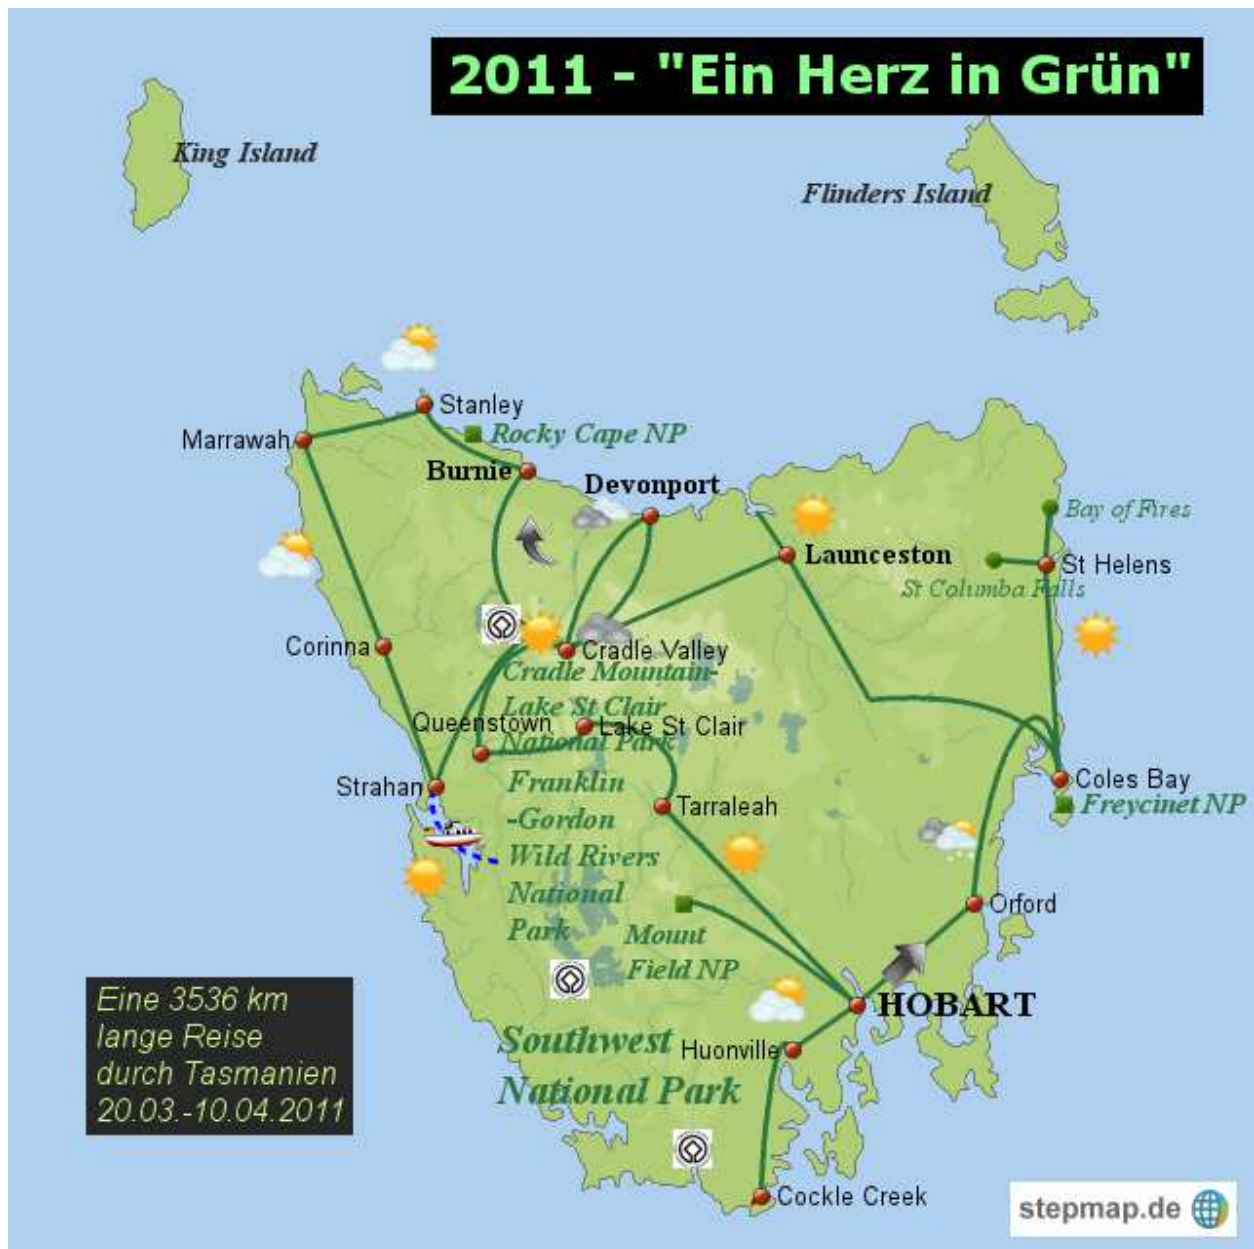 2011 - "Ein Herz in Grün"
King Island
Flinders Island
Stanley
Marrawah
Rocky Cape NP
Burnie
Devonport
Bay of Fires
Launceston
St Helens
St Columba Falls
Corinna
Cradle Valley
Cradle Mountain-
Lake St Clair
National Park
Queenstown
Lake St Clair
Strahan
Franklin
-Gordon
Wild Rivers
National
Park
Tarraleah
Coles Bay
Freycinet NP
Orford
Mount
Field NP
HOBART
Eine 3536 km
lange Reise
durch Tasmanien
20.03.-10.04.2011
Southwest
National Park
Huonville
Cockle Creek
stepmap.de